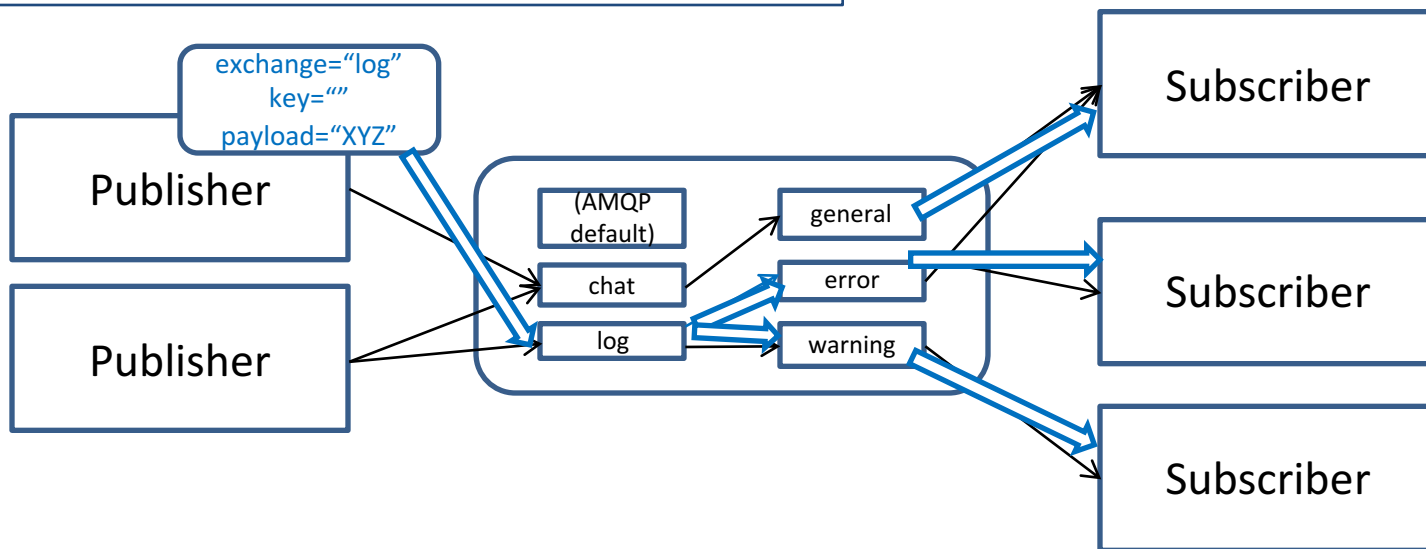 exchange=“log”
key=“”
payload=“XYZ”
Publisher
Publisher
(AMQP
default)
chat
log
general
error
warning
Subscriber
Subscriber
Subscriber